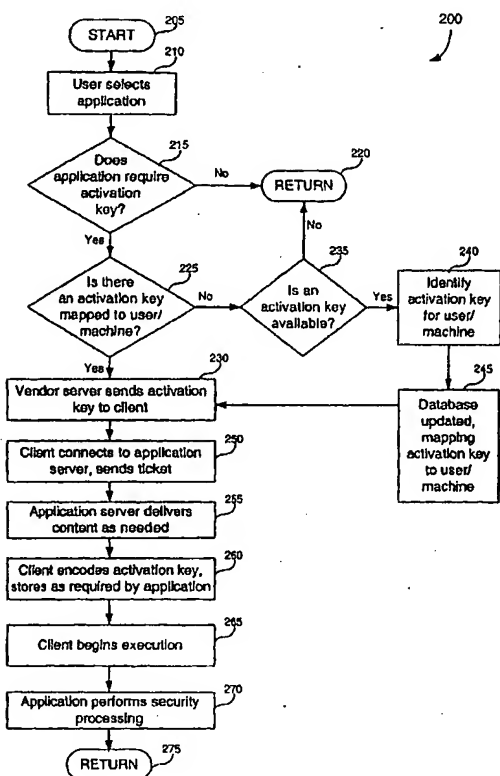 205
START
200
210
User selects
application
215
Does
application require
activation
key?
No
220
RETURN
Yes
No
225
Is there
an activation key
mapped to user/
machine?
No
235
Is an
activation key
available?
Yes
240
Identify
activation key
for user/
machine
Yes
230
Vendor server sends activation
key to client
245
Database
updated,
mapping
activation key
to user/
machine
250
Client connects to application
server, sends ticket
255
Application server delivers
content as needed
260
Client encodes activation key,
stores as required by application
265
Client begins execution
270
Application performs security
processing
RETURN
275